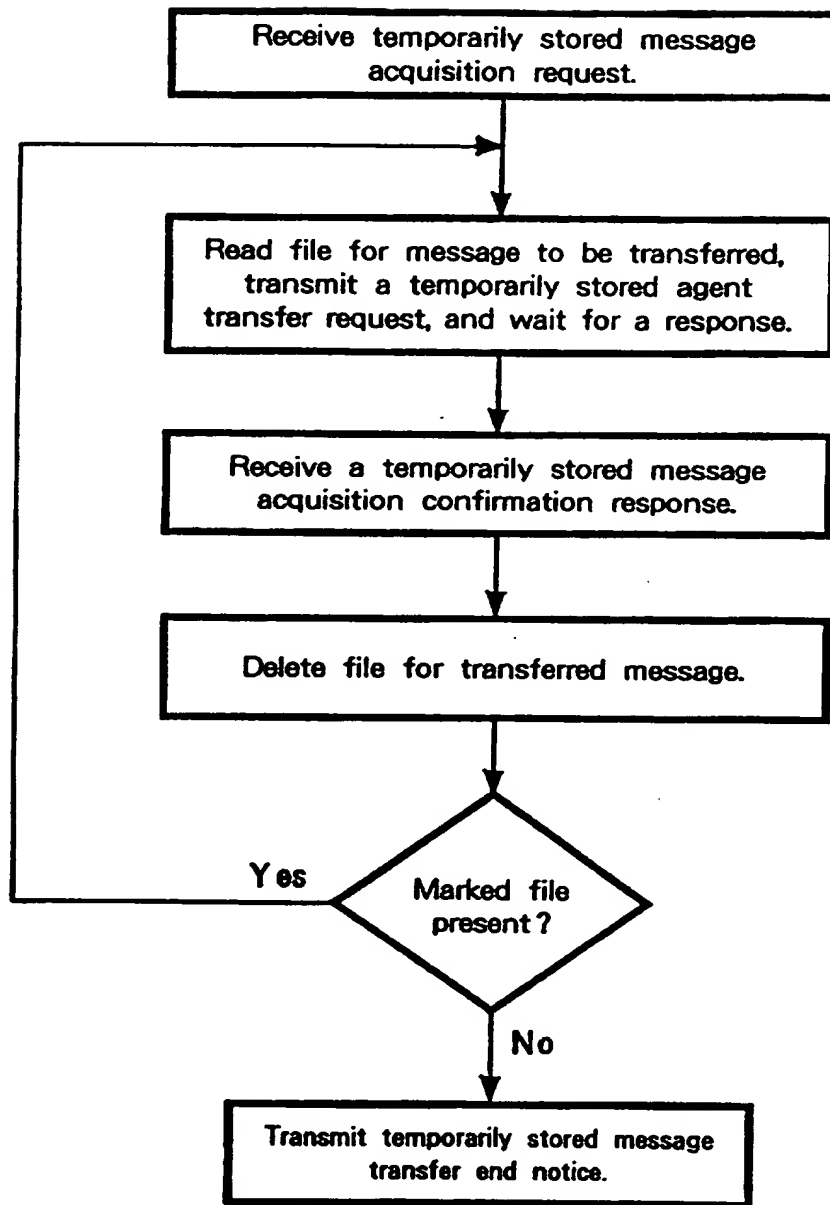 Receive temporarily stored message
acquisition request.
Read file for message to be transferred,
transmit a temporarily stored agent
transfer request, and wait for a response.
Receive a temporarily stored message
acquisition confirmation response.
Delete file for transferred message.
Yes
Marked file
present?
No
Transmit temporarily stored message
transfer end notice.